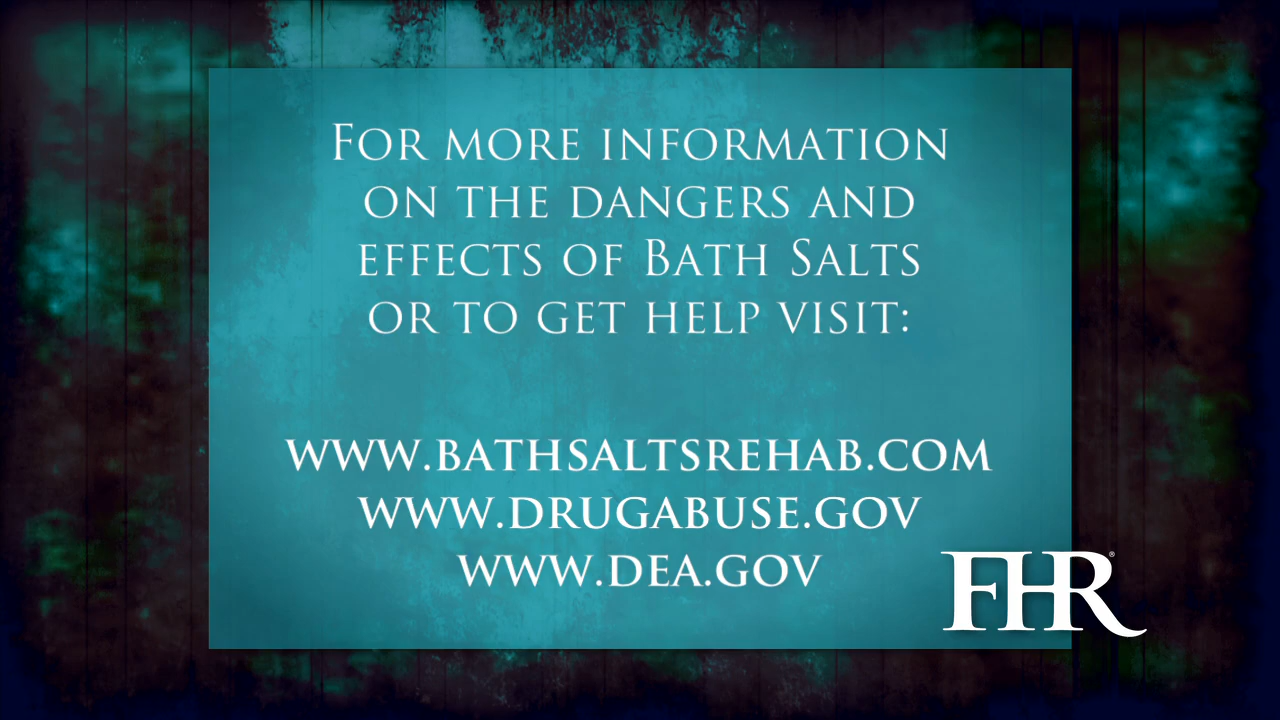 For more information
on the dangers and
effects of Bath Salts
or to get help visit:
www.bathsaltsrehab.com
www.drugabuse.gov
www.dea.gov
FHR®